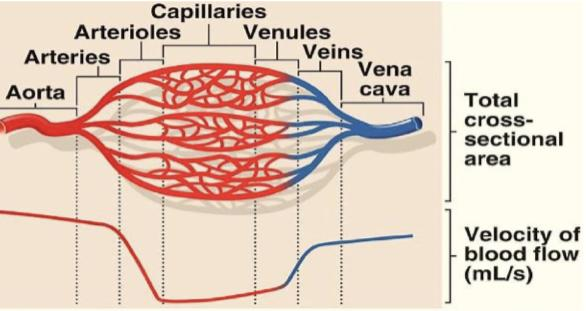 Capillaries
Arterioles
Venules
Arteries
Veins
Aorta
Vena
cava
Total
cross-
sectional
area
Velocity of
blood flow
(mL/s)